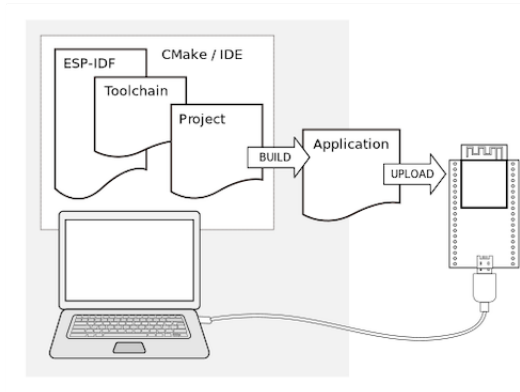 CMake / IDE
ESP-IDF
Toolchain
Project
BUILD
Application
UPLOAD